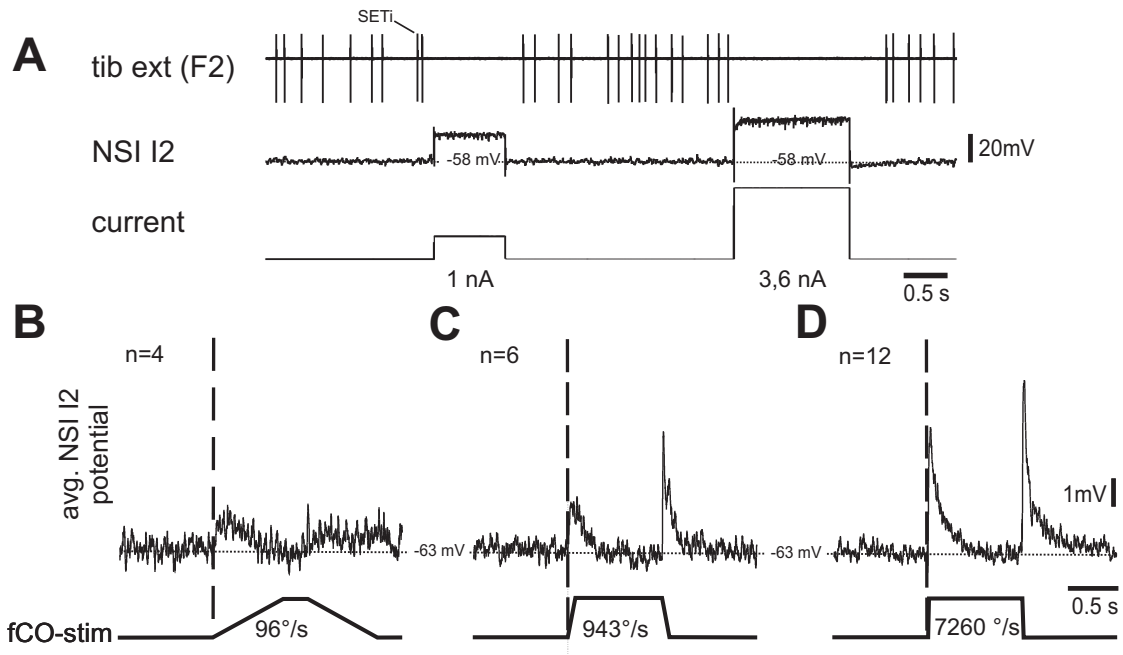 A
SETi
tib ext (F2)
NSI I2
-58 mV
-58 mV
20mV
current
1 nA
3,6 nA
0.5 s
B
C
D
n=4
n=6
n=12
avg. NSI I2
potential
1mV
-63 mV
-63 mV
0.5 s
fCO-stim
96°/s
943°/s
7260 °/s